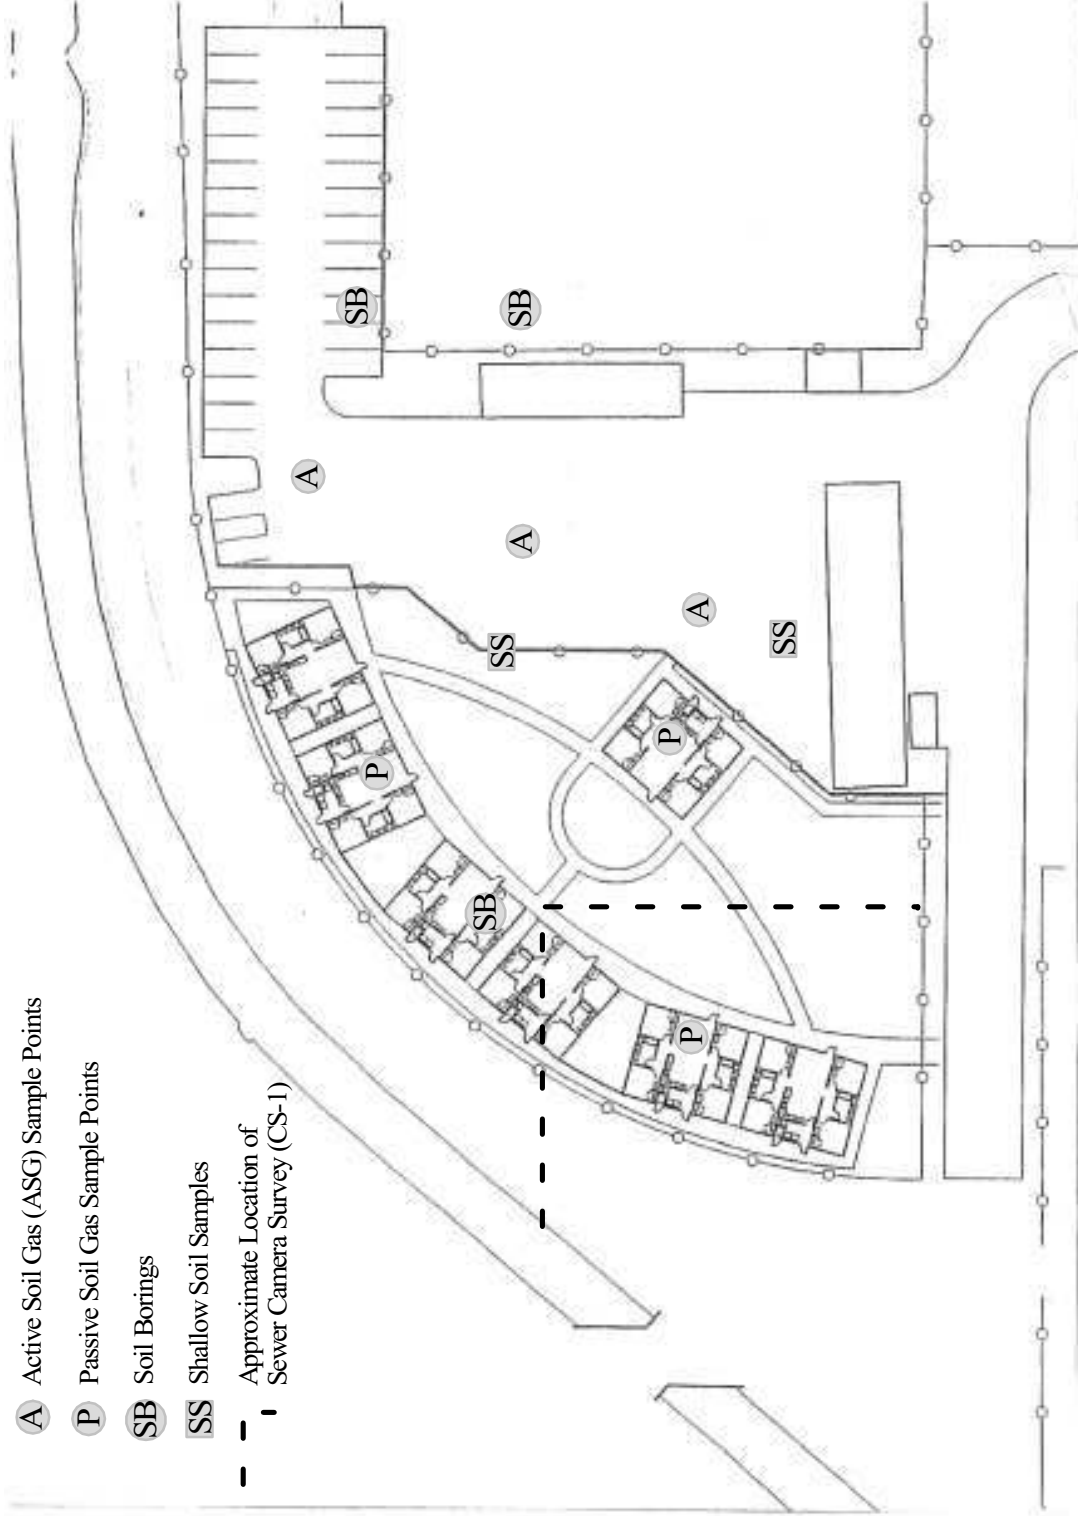 A Active Soil Gas (ASG) Sample Points
P Passive Soil Gas Sample Points
SB Soil Borings
SS Shallow Soil Samples
Approximate Location of
Sewer Camera Survey (CS-1)
SB
SB
A
A
A
SS
SS
P
P
SB
P